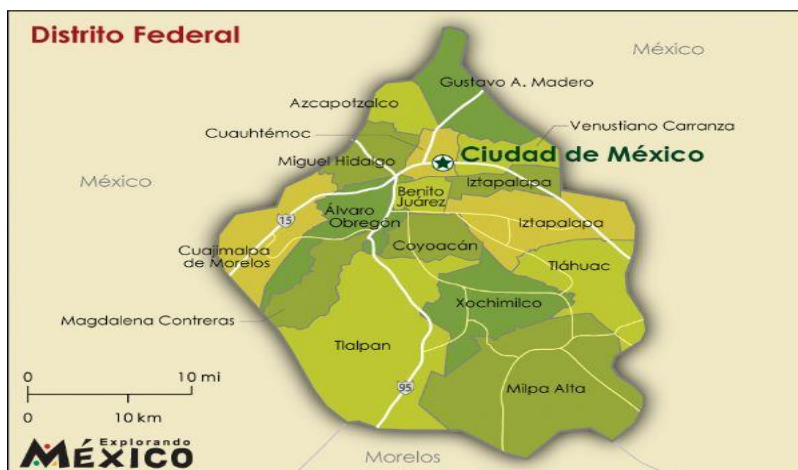 Distrito Federal
México
Gustavo A. Madero
Azcapotzalco
Cuauhtémoc
Venustiano Carranza
Miguel Hidalgo
Ciudad de México
México
Iztapalapa
Benito
Juárez
Álvaro
Obregón
15
Iztapalapa
Coyoacán
Cuajimalpa
de Morelos
Tláhuac
Xochimilco
Magdalena Contreras
Tlalpan
0 10 mi
0 10 km
95
Milpa Alta
Explorando
MÉXICO
Morelos